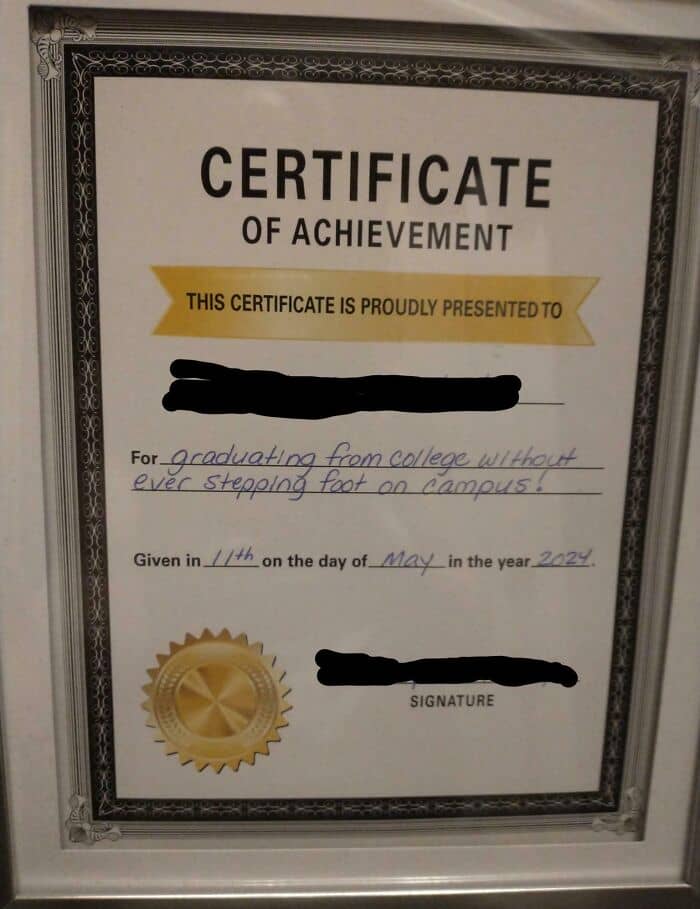 CERTIFICATE
OF ACHIEVEMENT
THIS CERTIFICATE IS PROUDLY PRESENTED TO
For graduating from college without
ever stepping foot on campus!
Given in 11th on the day of May in the year 2024.
SIGNATURE